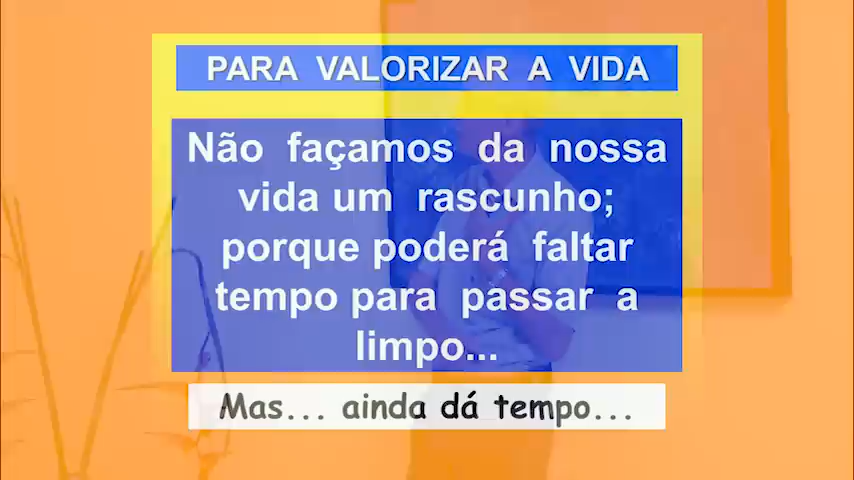 PARA VALORIZAR A VIDA
Não façamos da nossa
vida um rascunho;
porque poderá faltar
tempo para passar a
limpo...
Mas... ainda dá tempo...